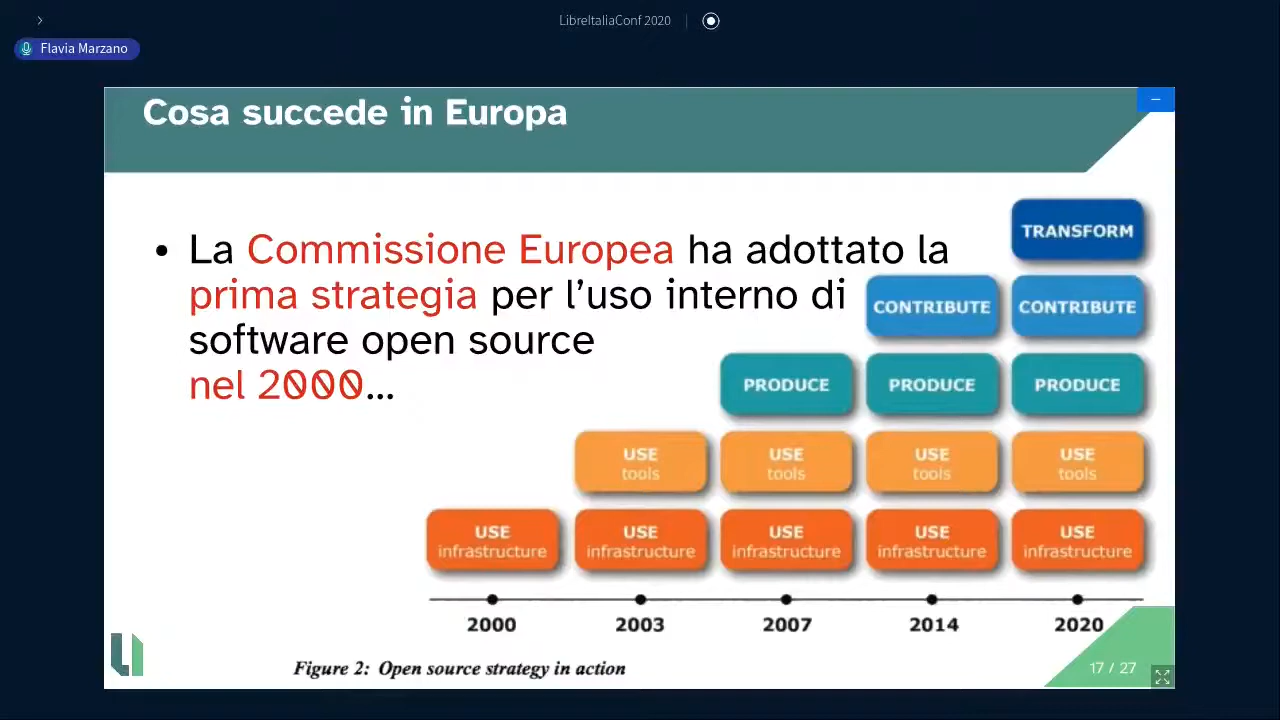 LibreItaliaConf 2020
Flavia Marzano
Cosa succede in Europa
• La Commissione Europea ha adottato la
prima strategia per l’uso interno di
software open source
nel 2000...
TRANSFORM
CONTRIBUTE CONTRIBUTE
PRODUCE PRODUCE PRODUCE
USE USE USE USE
tools tools tools tools
USE USE USE USE USE
infrastructure infrastructure infrastructure infrastructure infrastructure
2000 2003 2007 2014 2020
Figure 2: Open source strategy in action
17 / 27